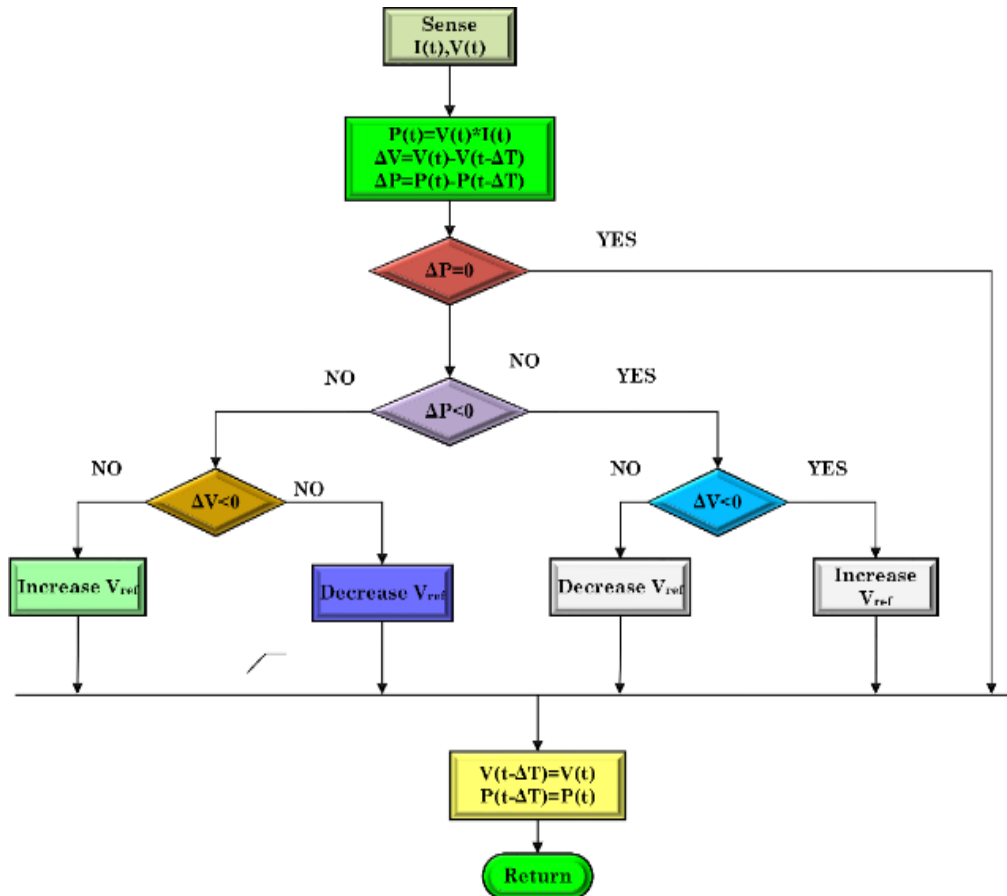 Sense
I(t),V(t)
P(t)=V(t)*I(t)
ΔV=V(t)-V(t-ΔT)
ΔP=P(t)-P(t-ΔT)
YES
ΔP=0
NO
NO
YES
ΔP<0
NO
NO
NO
YES
ΔV<0
ΔV<0
Increase Vref
Decrease Vref
Decrease Vref
Increase
Vref
V(t-ΔT)=V(t)
P(t-ΔT)=P(t)
Return